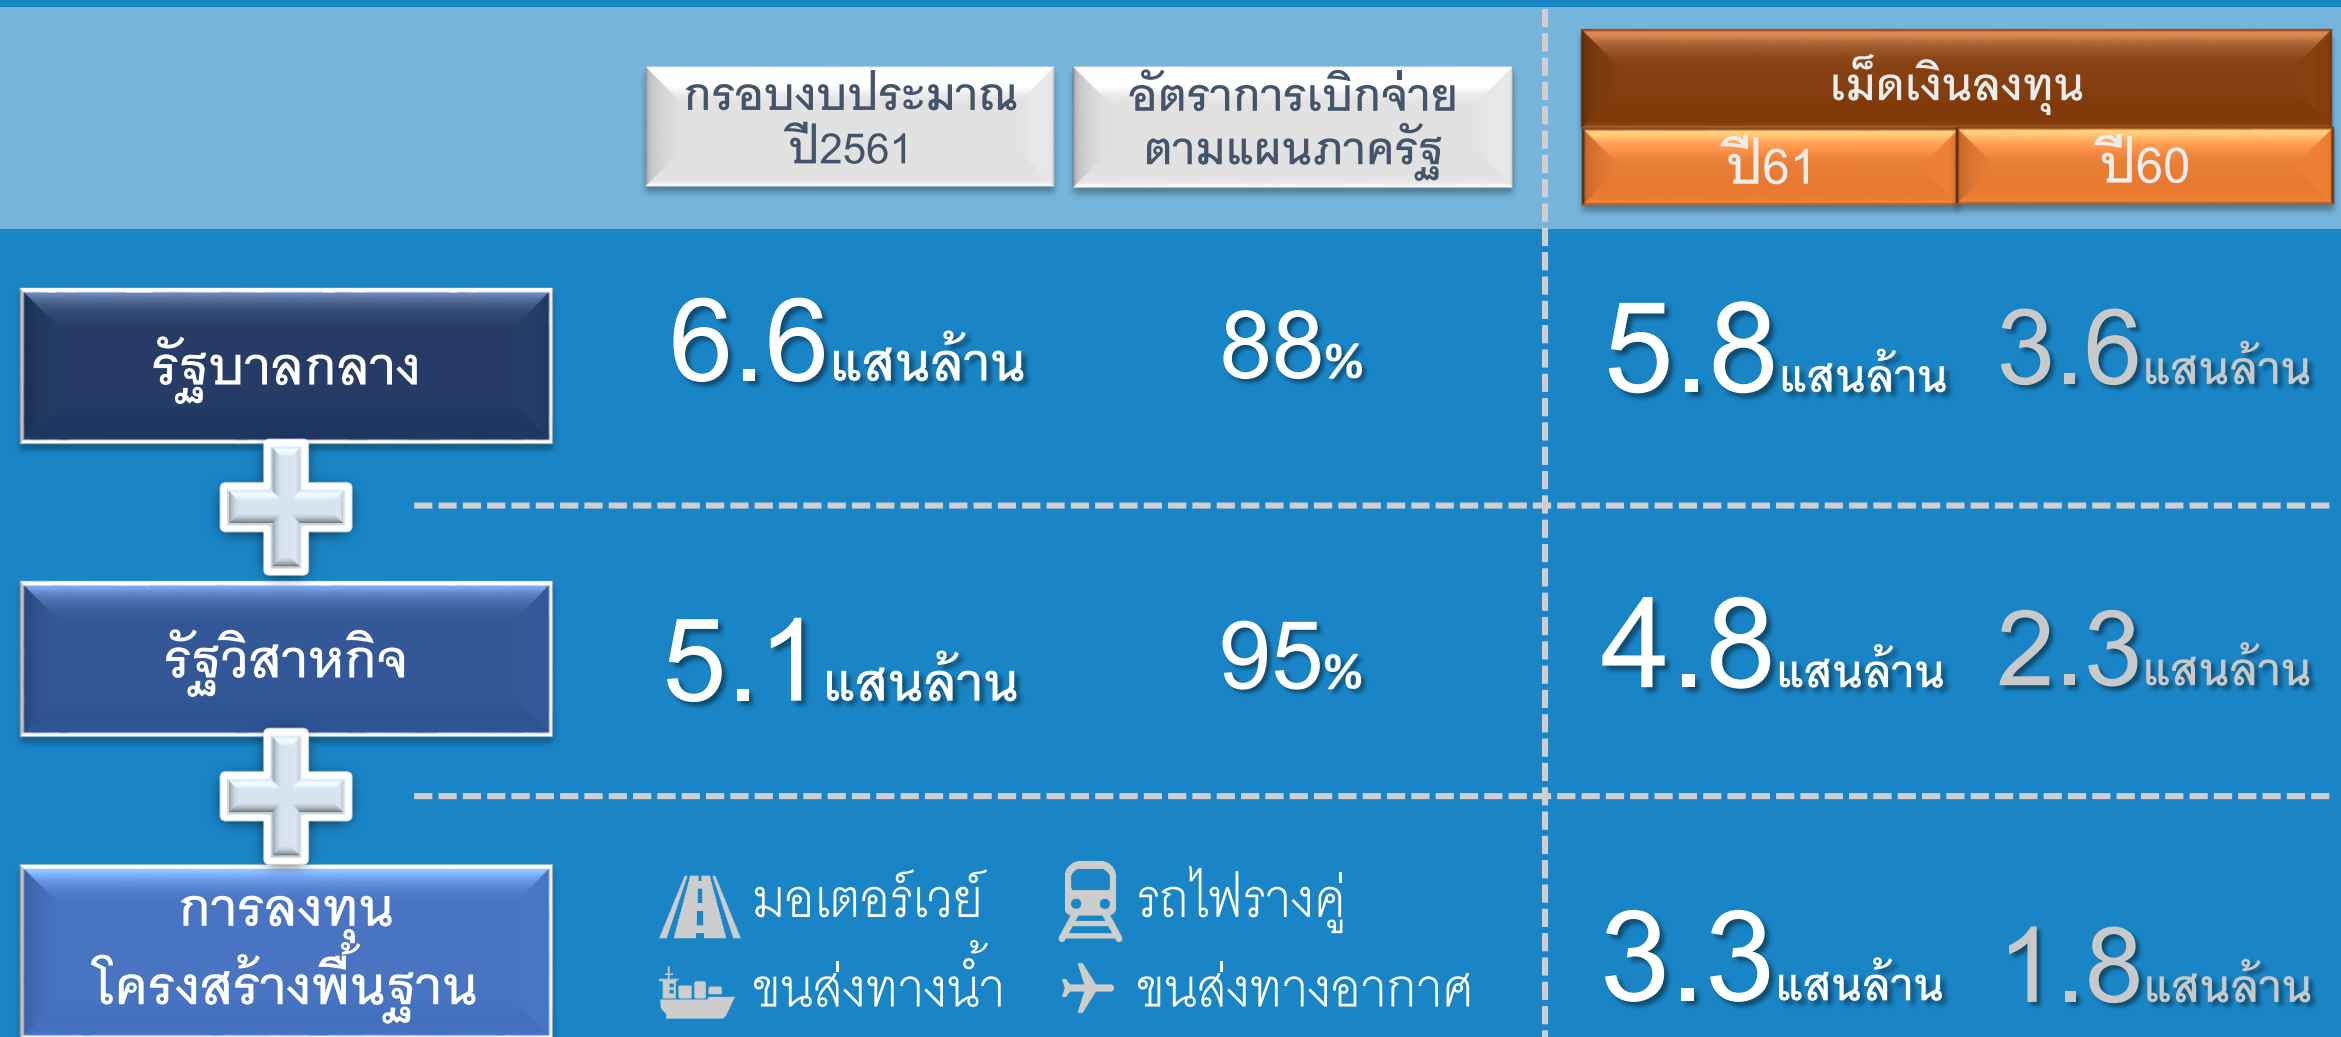 กรอบงบประมาณ
ปี2561
อัตราการเบิกจ่าย
ตามแผนภาครัฐ
เม็ดเงินลงทุน
ปี61
ปี60
รัฐบาลกลาง
6.6แสนล้าน
88%
5.8แสนล้าน
3.6แสนล้าน
รัฐวิสาหกิจ
5.1แสนล้าน
95%
4.8แสนล้าน
2.3แสนล้าน
การลงทุน
โครงสร้างพื้นฐาน
มอเตอร์เวย์
รถไฟรางคู่
ขนส่งทางน้ำ
ขนส่งทางอากาศ
3.3แสนล้าน
1.8แสนล้าน